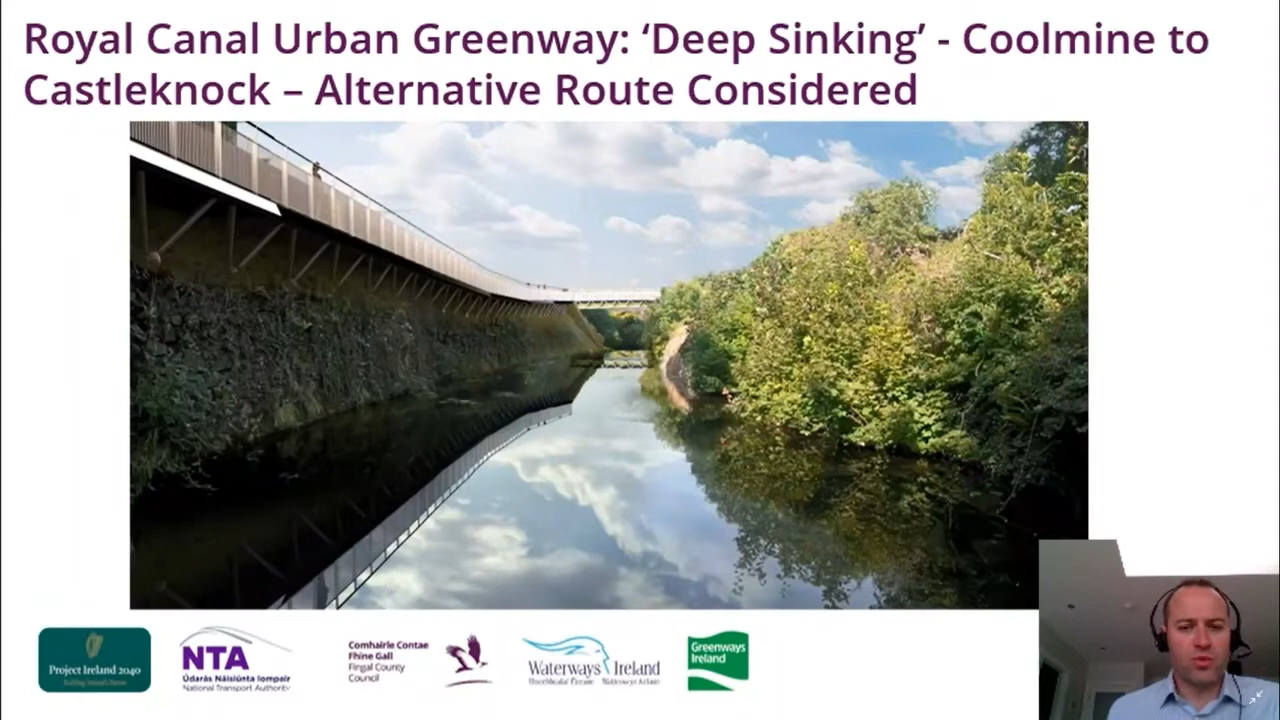 Royal Canal Urban Greenway: ‘Deep Sinking’ - Coolmine to
Castleknock – Alternative Route Considered
Project Ireland 2040
NTA
Údarás Náisiúnta Iompair
National Transport Authority
Comhairle Contae
Fhine Gall
Fingal County
Council
Waterways Ireland
Greenways
Ireland